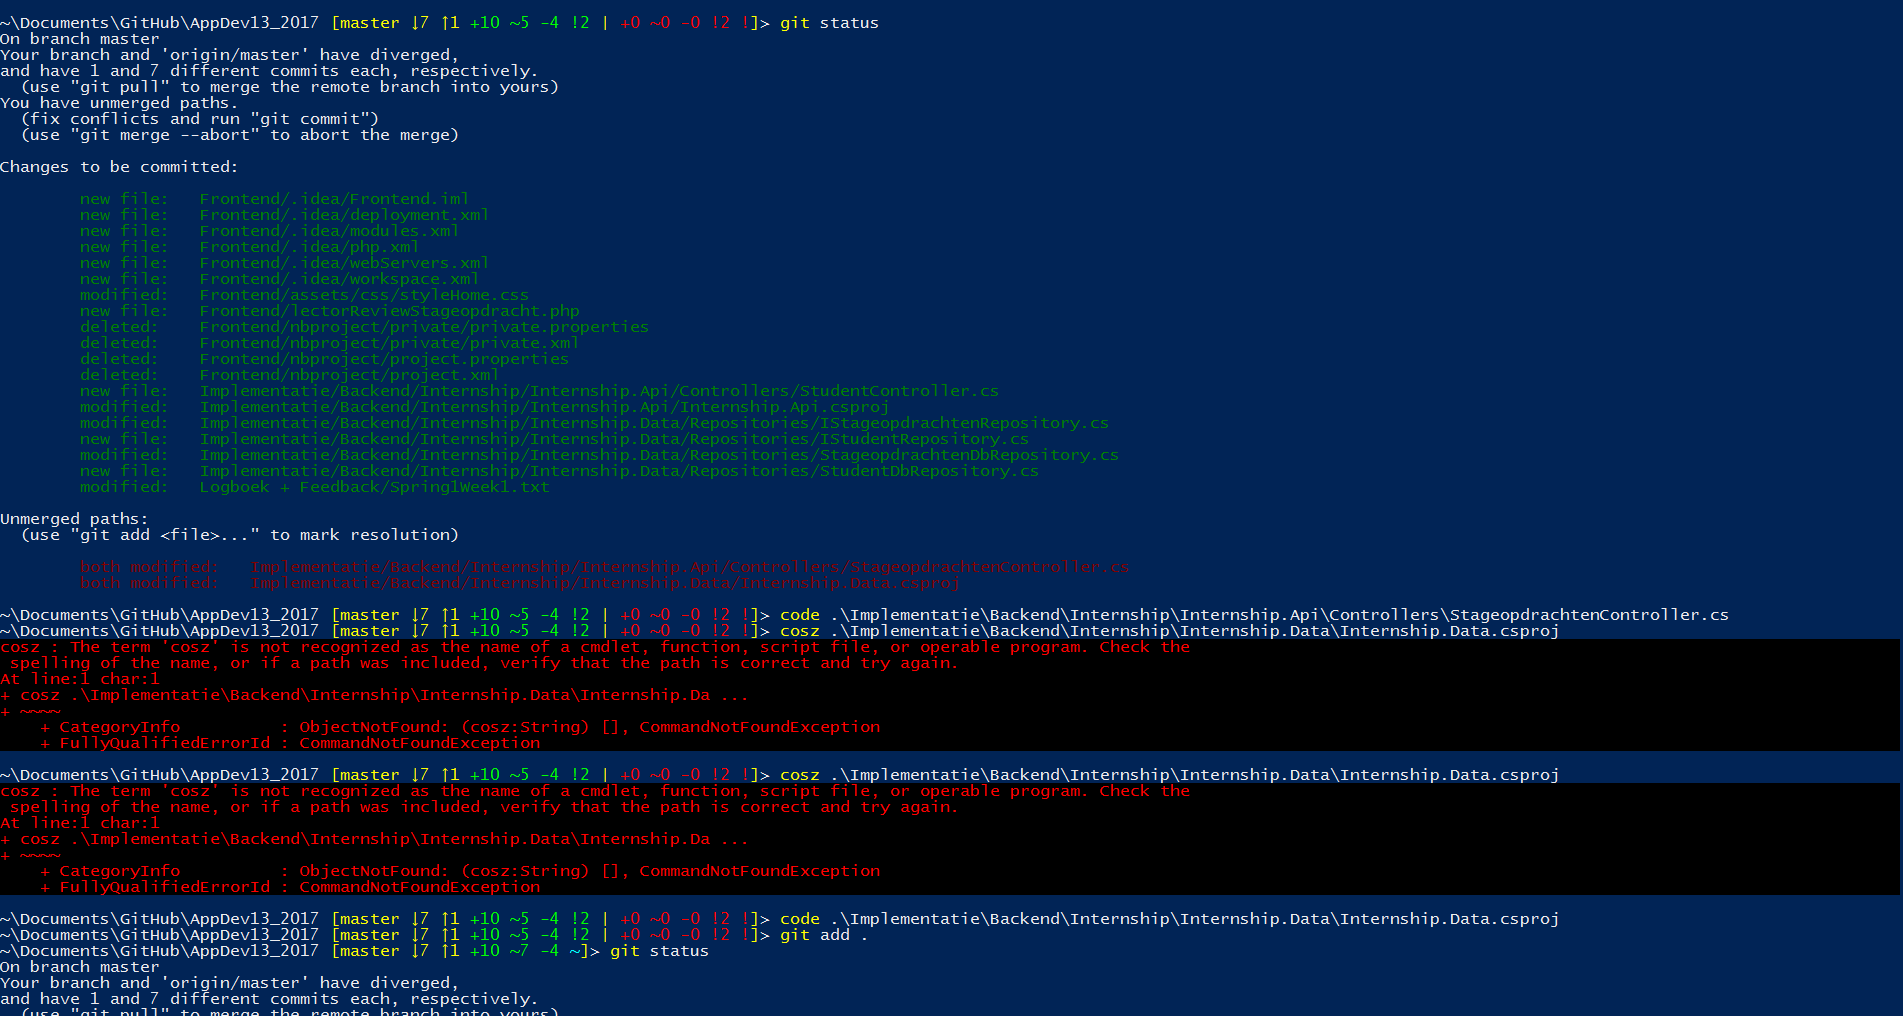 ~\Documents\GitHub\AppDev13_2017 [master ↓7 ↑1 +10 ~5 -4 !2 | +0 ~0 -0 !2 !]> git status
On branch master
Your branch and 'origin/master' have diverged,
and have 1 and 7 different commits each, respectively.
  (use "git pull" to merge the remote branch into yours)
You have unmerged paths.
  (fix conflicts and run "git commit")
  (use "git merge --abort" to abort the merge)

Changes to be committed:

        new file:   Frontend/.idea/Frontend.iml
        new file:   Frontend/.idea/deployment.xml
        new file:   Frontend/.idea/modules.xml
        new file:   Frontend/.idea/php.xml
        new file:   Frontend/.idea/webServers.xml
        new file:   Frontend/.idea/workspace.xml
        modified:   Frontend/assets/css/styleHome.css
        new file:   Frontend/lectorReviewStageopdracht.php
        deleted:    Frontend/nbproject/private/private.properties
        deleted:    Frontend/nbproject/private/private.xml
        deleted:    Frontend/nbproject/project.properties
        deleted:    Frontend/nbproject/project.xml
        new file:   Implementatie/Backend/Internship/Internship.Api/Controllers/StudentController.cs
        modified:   Implementatie/Backend/Internship/Internship.Api/Internship.Api.csproj
        modified:   Implementatie/Backend/Internship/Internship.Data/Repositories/IStageopdrachtenRepository.cs
        new file:   Implementatie/Backend/Internship/Internship.Data/Repositories/IStudentRepository.cs
        modified:   Implementatie/Backend/Internship/Internship.Data/Repositories/StageopdrachtenDbRepository.cs
        new file:   Implementatie/Backend/Internship/Internship.Data/Repositories/StudentDbRepository.cs
        modified:   Logboek + Feedback/Spring1Week1.txt

Unmerged paths:
  (use "git add <file>..." to mark resolution)

        both modified:   Implementatie/Backend/Internship/Internship.Api/Controllers/StageopdrachtenController.cs
        both modified:   Implementatie/Backend/Internship/Internship.Data/Internship.Data.csproj

~\Documents\GitHub\AppDev13_2017 [master ↓7 ↑1 +10 ~5 -4 !2 | +0 ~0 -0 !2 !]> code .\Implementatie\Backend\Internship\Internship.Api\Controllers\StageopdrachtenController.cs
~\Documents\GitHub\AppDev13_2017 [master ↓7 ↑1 +10 ~5 -4 !2 | +0 ~0 -0 !2 !]> cosz .\Implementatie\Backend\Internship\Internship.Data\Internship.Data.csproj
cosz : The term 'cosz' is not recognized as the name of a cmdlet, function, script file, or operable program. Check the
 spelling of the name, or if a path was included, verify that the path is correct and try again.
At line:1 char:1
+ cosz .\Implementatie\Backend\Internship\Internship.Data\Internship.Da ...
+ ~~~~
    + CategoryInfo          : ObjectNotFound: (cosz:String) [], CommandNotFoundException
    + FullyQualifiedErrorId : CommandNotFoundException

~\Documents\GitHub\AppDev13_2017 [master ↓7 ↑1 +10 ~5 -4 !2 | +0 ~0 -0 !2 !]> cosz .\Implementatie\Backend\Internship\Internship.Data\Internship.Data.csproj
cosz : The term 'cosz' is not recognized as the name of a cmdlet, function, script file, or operable program. Check the
 spelling of the name, or if a path was included, verify that the path is correct and try again.
At line:1 char:1
+ cosz .\Implementatie\Backend\Internship\Internship.Data\Internship.Da ...
+ ~~~~
    + CategoryInfo          : ObjectNotFound: (cosz:String) [], CommandNotFoundException
    + FullyQualifiedErrorId : CommandNotFoundException

~\Documents\GitHub\AppDev13_2017 [master ↓7 ↑1 +10 ~5 -4 !2 | +0 ~0 -0 !2 !]> code .\Implementatie\Backend\Internship\Internship.Data\Internship.Data.csproj
~\Documents\GitHub\AppDev13_2017 [master ↓7 ↑1 +10 ~5 -4 !2 | +0 ~0 -0 !2 !]> git add .
~\Documents\GitHub\AppDev13_2017 [master ↓7 ↑1 +10 ~7 -4 ~]> git status
On branch master
Your branch and 'origin/master' have diverged,
and have 1 and 7 different commits each, respectively.
  (use "git pull" to merge the remote branch into yours)